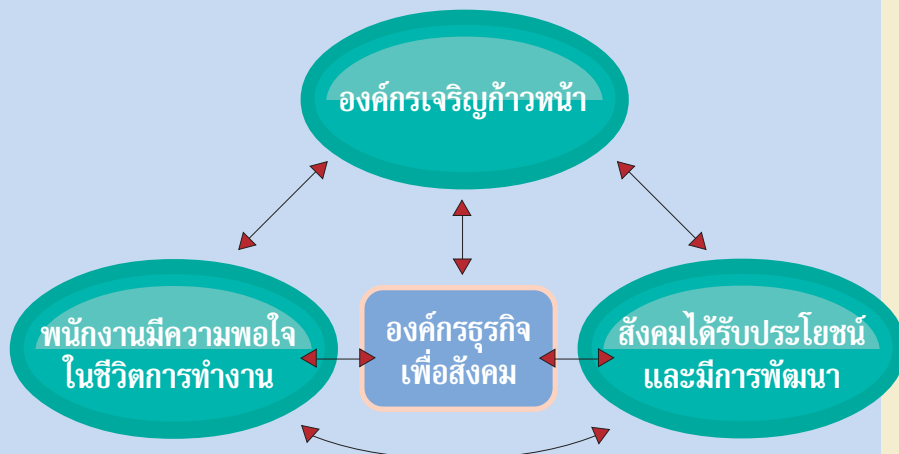 องค์กรเจริญก้าวหน้า
พนักงานมีความพอใจ
ในชีวิตการทำงาน
องค์กรธุรกิจ
เพื่อสังคม
สังคมได้รับประโยชน์
และมีการพัฒนา